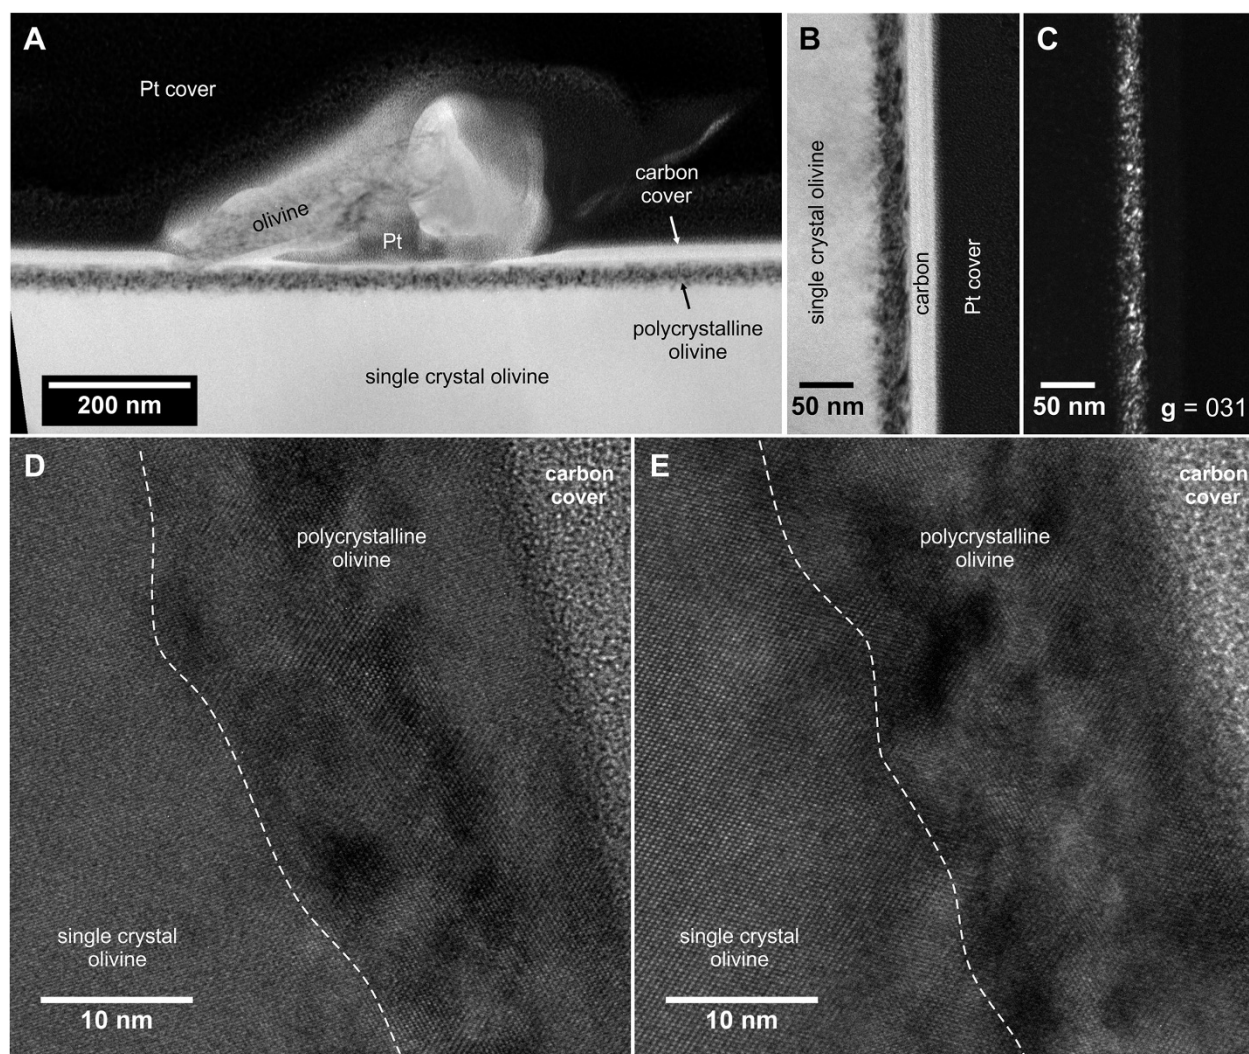 A
Pt cover
olivine
Pt
carbon
cover
polycrystalline
olivine
single crystal olivine
200 nm
B
single crystal olivine
carbon
Pt cover
50 nm
C
50 nm
g = 031
D
carbon
cover
polycrystalline
olivine
single crystal
olivine
10 nm
E
carbon
cover
polycrystalline
olivine
single crystal
olivine
10 nm